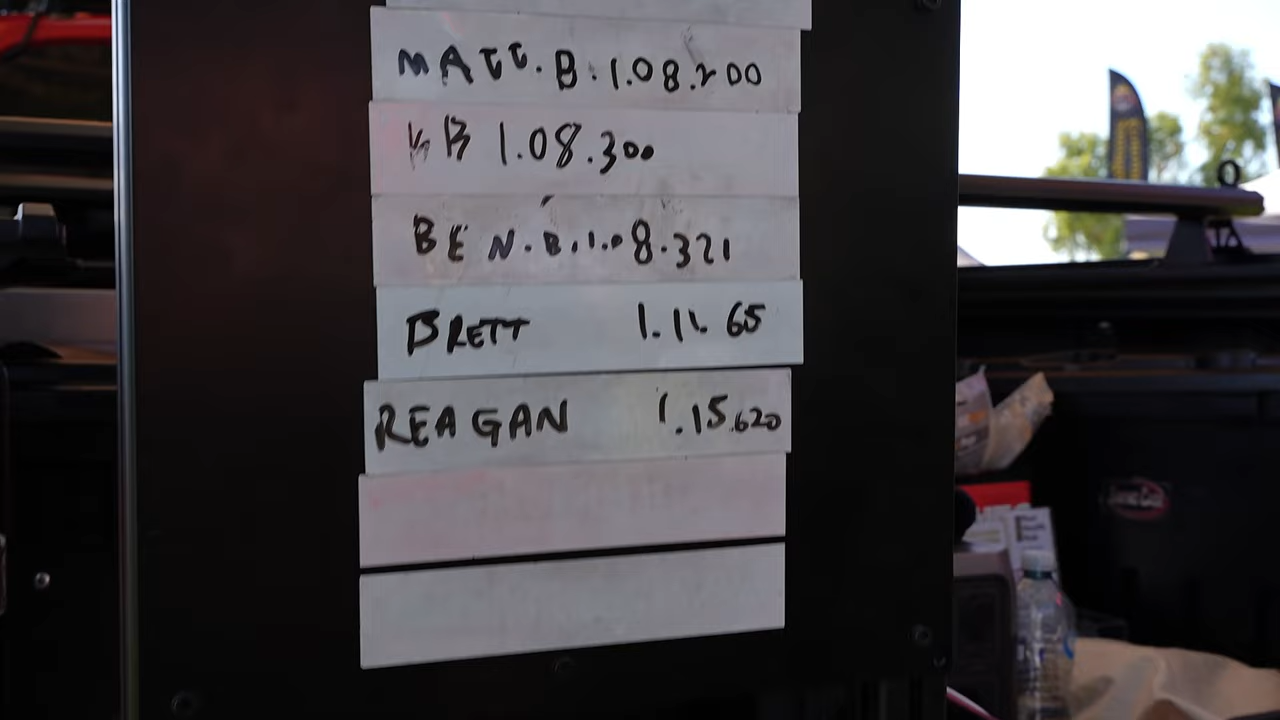 MATT. B. 1.08.200
KB 1.08.300
BEN. B. 1.08.321
BRETT 1.11.65
REAGAN 1.15.620